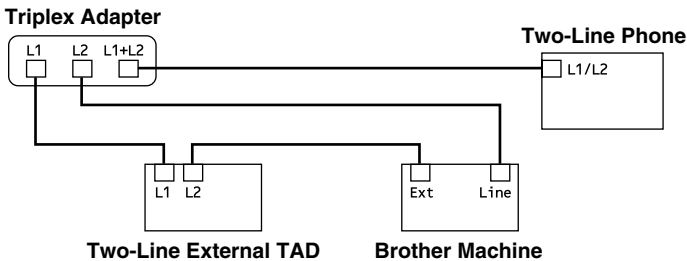 Triplex Adapter
Two-Line Phone
L1 L2 L1+L2
L1/L2
L1 L2
Ext Line
Two-Line External TAD
Brother Machine